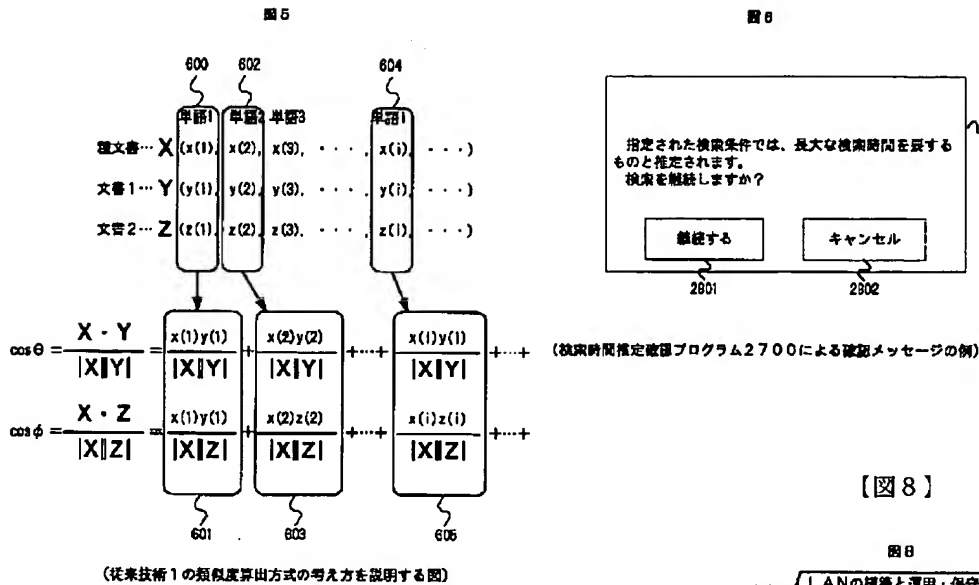 図5
600 602 604
単語1 単語2 単語3 単語i
種文書… X (x(1), x(2), x(3), ・・・・, x(i), ・・・)
文書1… Y (y(1), y(2), y(3), ・・・・, y(i), ・・・)
文書2… Z (z(1), z(2), z(3), ・・・・, z(i), ・・・)
cosθ = X・Y / |X||Y| = x(1)y(1) / |X||Y| + x(2)y(2) / |X||Y| +…+ x(i)y(i) / |X||Y| +…
cosφ = X・Z / |X||Z| = x(1)y(1) / |X||Z| + x(2)z(2) / |X||Z| +…+ x(i)z(i) / |X||Z| +…+
601 603 605
(従来技術1の類似度算出方式の考え方を説明する図)
図6
指定された検索条件では、長大な検索時間を要する
ものと推定されます。
検索を継続しますか?
継続する キャンセル
2801 2802
(検索時間推定確認プログラム2700による確認メッセージの例)
【図8】
図8
LANの構築と運用・